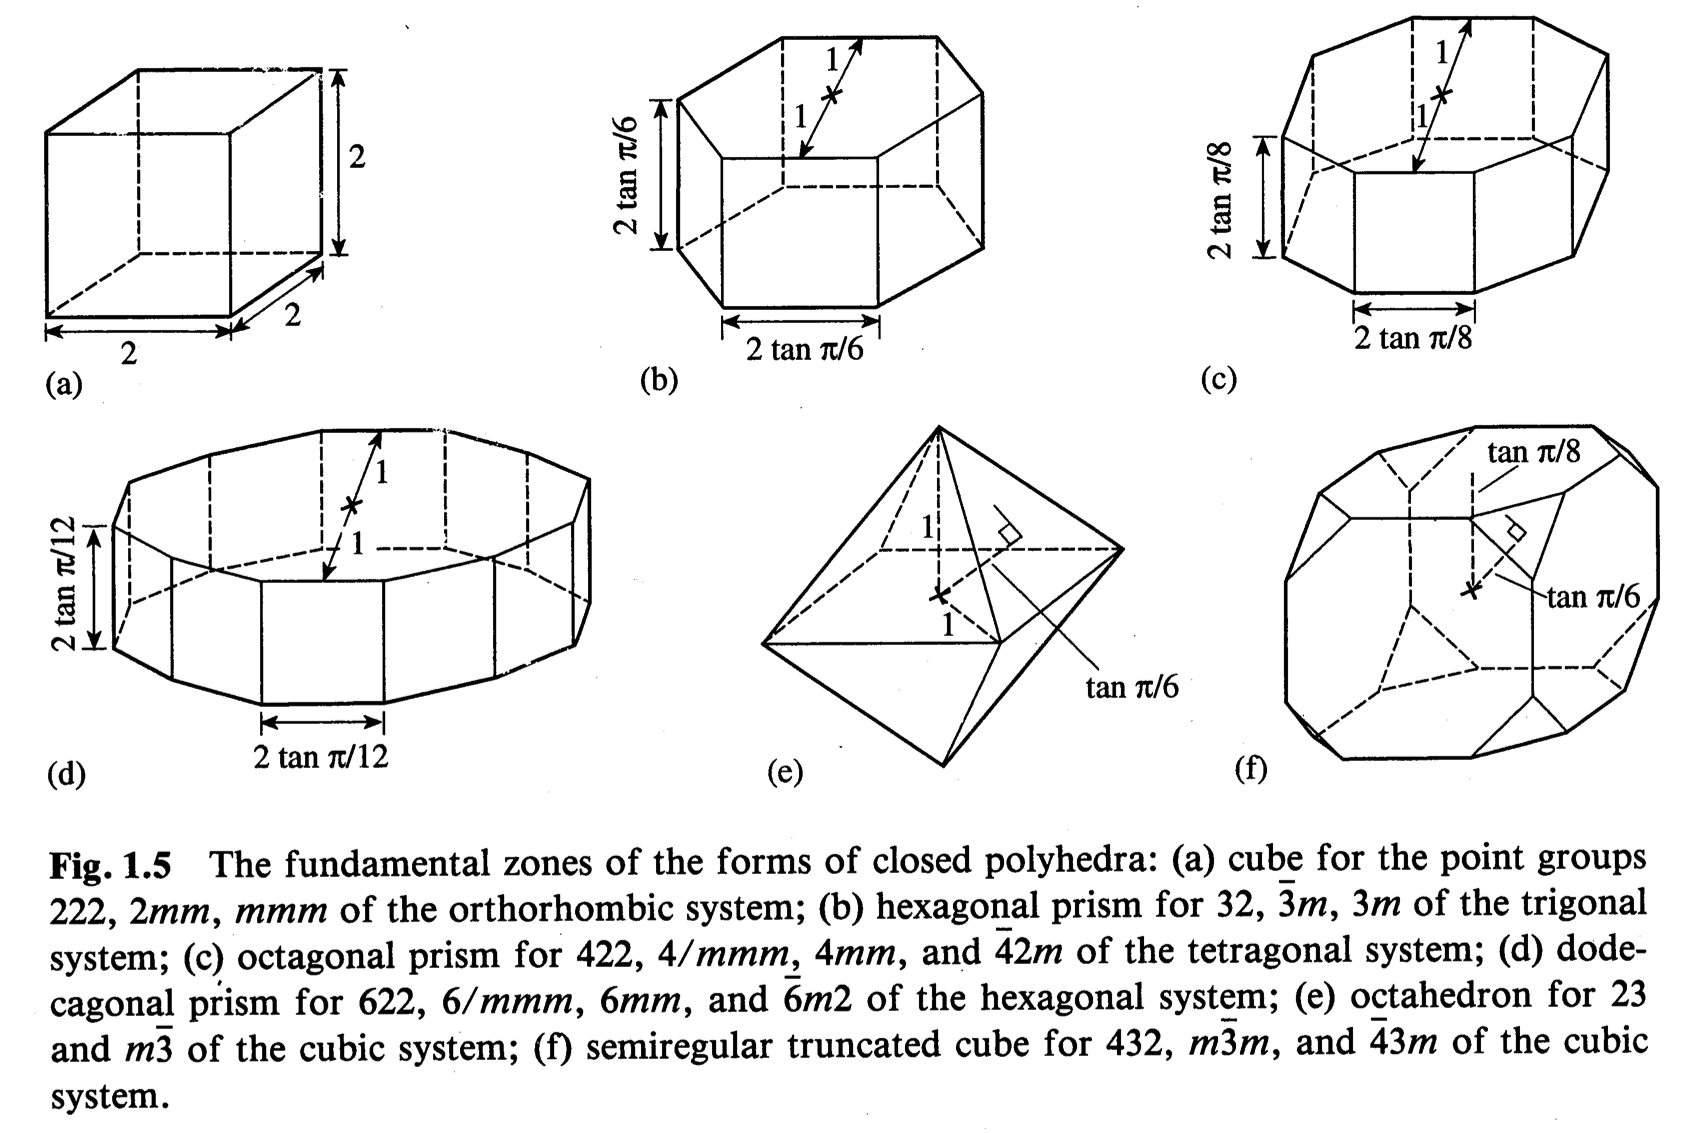 1
1
1
1
2
2
2
2 tan π/6
2 tan π/6
2 tan π/8
2 tan π/8
(a)
(b)
(c)
1
1
2 tan π/12
2 tan π/12
1
1
tan π/6
tan π/8
tan π/6
(d)
(e)
(f)
Fig. 1.5 The fundamental zones of the forms of closed polyhedra: (a) cube for the point groups
222, 2mm, mmm of the orthorhombic system; (b) hexagonal prism for 32, 3̄m, 3m of the trigonal
system; (c) octagonal prism for 422, 4/mmm, 4mm, and 4̄2m of the tetragonal system; (d) dode-
cagonal prism for 622, 6/mmm, 6mm, and 6̄m2 of the hexagonal system; (e) octahedron for 23
and m3̄ of the cubic system; (f) semiregular truncated cube for 432, m3̄m, and 4̄3m of the cubic
system.